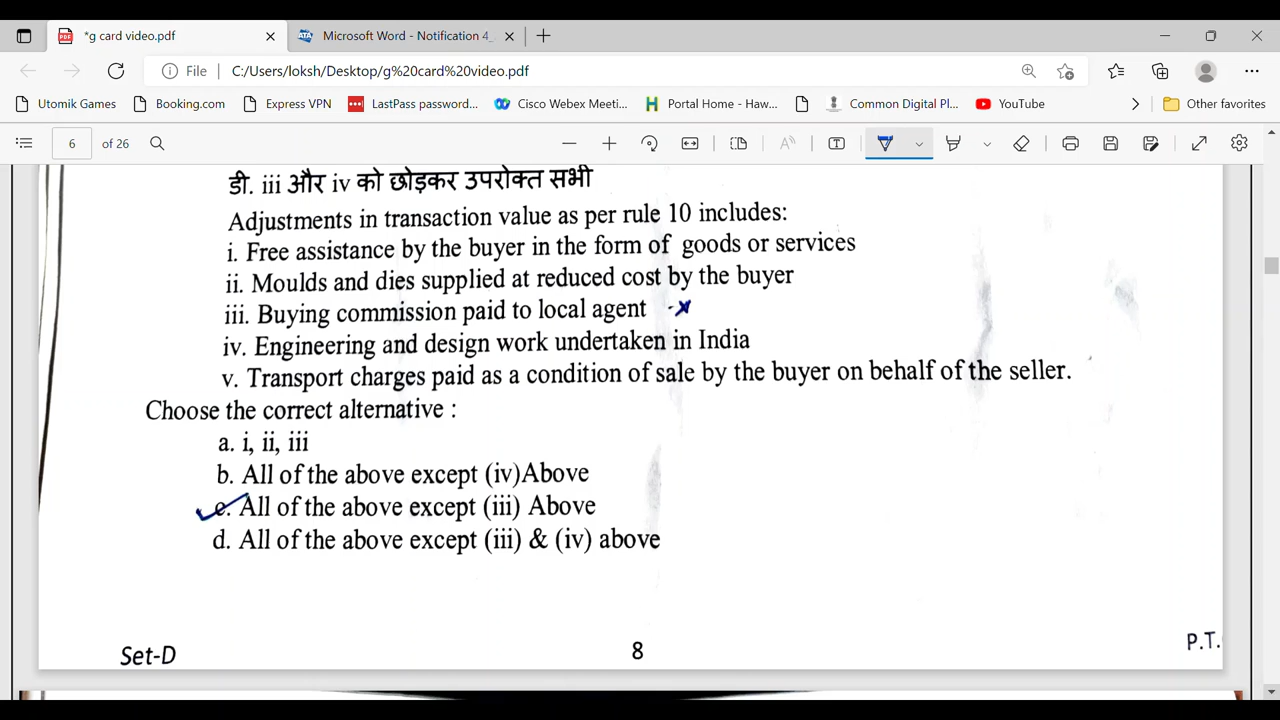 *g card video.pdf
Microsoft Word - Notification 4_
File
C:/Users/loksh/Desktop/g%20card%20video.pdf
Utomik Games
Booking.com
Express VPN
LastPass password...
Cisco Webex Meeti...
Portal Home - Haw...
Common Digital Pl...
YouTube
Other favorites
6 of 26
डी. iii और iv को छोड़कर उपरोक्त सभी
Adjustments in transaction value as per rule 10 includes:
i. Free assistance by the buyer in the form of goods or services
ii. Moulds and dies supplied at reduced cost by the buyer
iii. Buying commission paid to local agent
iv. Engineering and design work undertaken in India
v. Transport charges paid as a condition of sale by the buyer on behalf of the seller.
Choose the correct alternative :
a. i, ii, iii
b. All of the above except (iv)Above
c. All of the above except (iii) Above
d. All of the above except (iii) & (iv) above
Set-D
8
P.T.